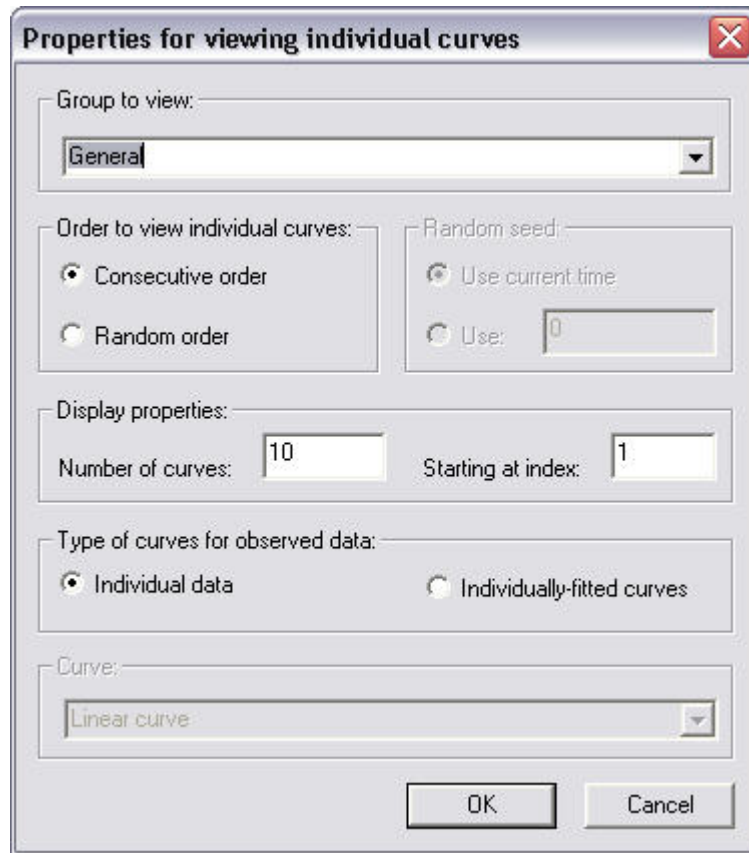 Properties for viewing individual curves
Group to view:
General
Order to view individual curves:
Consecutive order
Random order
Random seed:
Use current time
Use: 0
Display properties:
Number of curves: 10 Starting at index: 1
Type of curves for observed data:
Individual data Individually-fitted curves
Curve:
Linear curve
OK Cancel